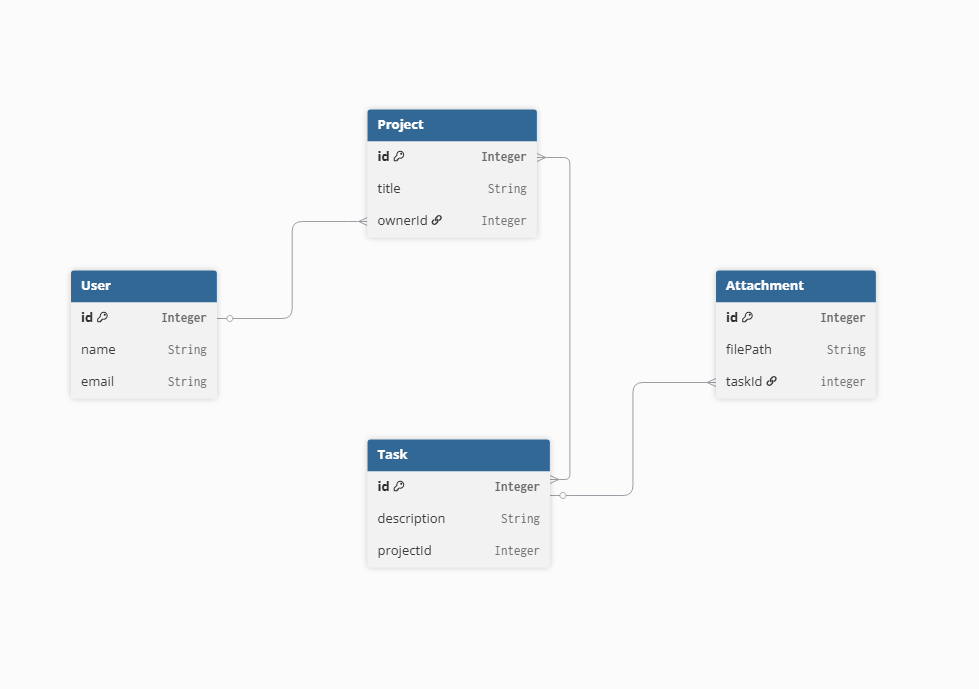 Project
id Integer
title String
ownerId Integer
User
id Integer
name String
email String
Attachment
id Integer
filePath String
taskId integer
Task
id Integer
description String
projectId Integer